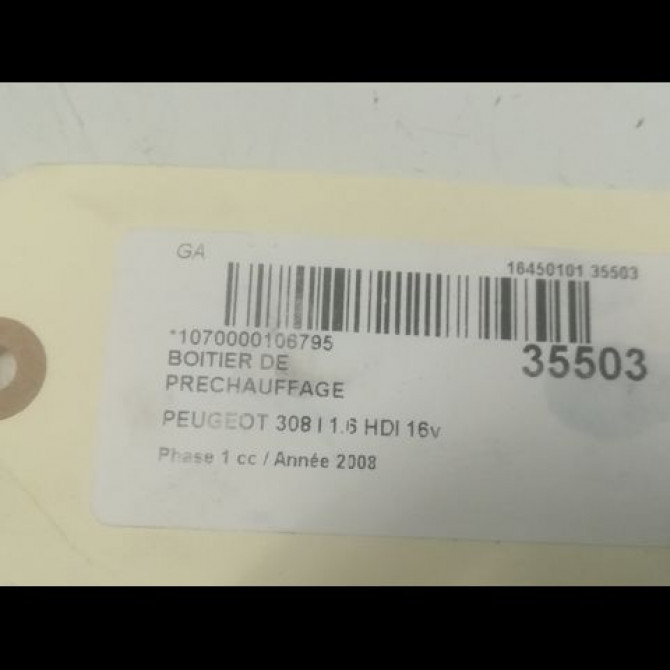 GA
16450101 35503
*1070000106795
35503
BOITIER DE
PRECHAUFFAGE
PEUGEOT 308 I 1.6 HDI 16v
Phase 1 cc / Année 2008